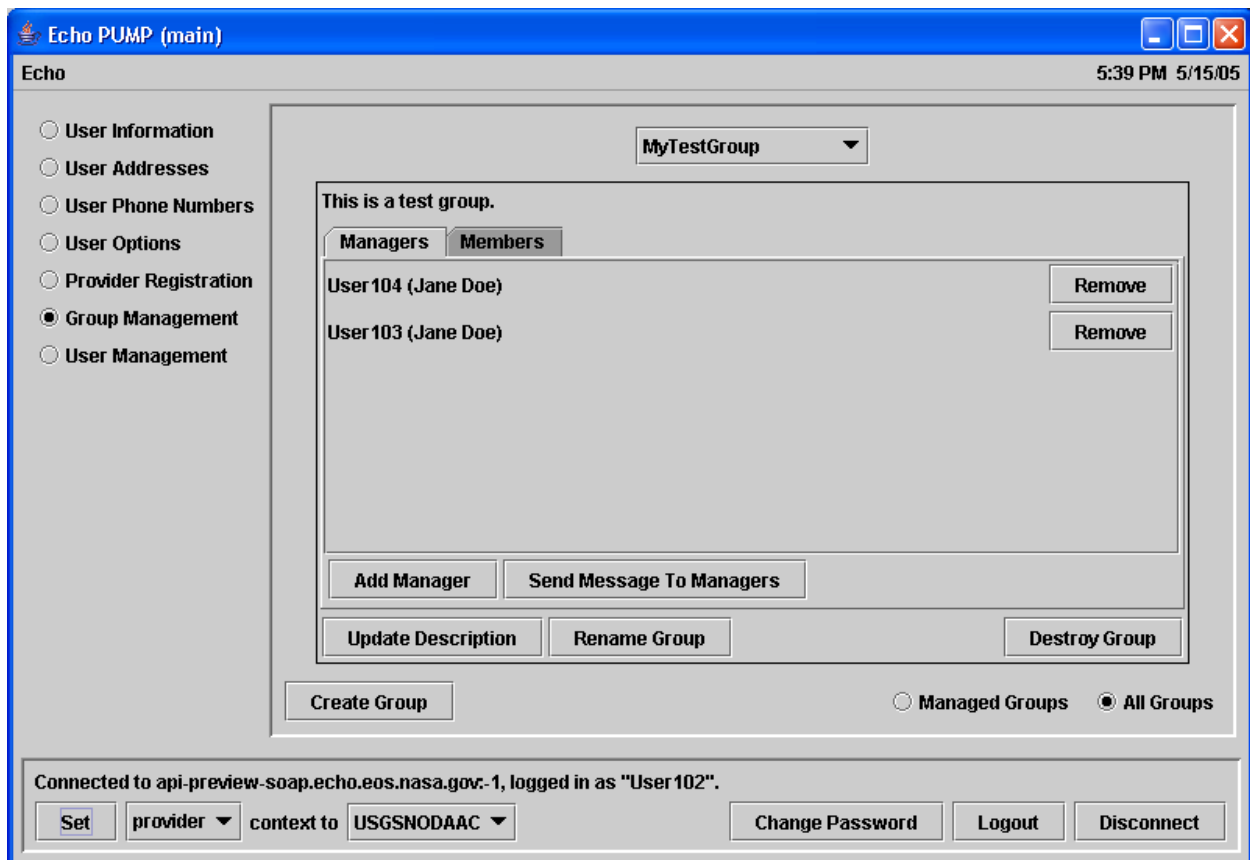 Echo PUMP (main)
Echo
5:39 PM 5/15/05
User Information
User Addresses
User Phone Numbers
User Options
Provider Registration
Group Management
User Management
MyTestGroup
This is a test group.
Managers Members
User104 (Jane Doe) Remove
User103 (Jane Doe) Remove
Add Manager Send Message To Managers
Update Description Rename Group Destroy Group
Create Group Managed Groups All Groups
Connected to api-preview-soap.echo.eos.nasa.gov:-1, logged in as "User102".
Set provider context to USGSNODAAC Change Password Logout Disconnect